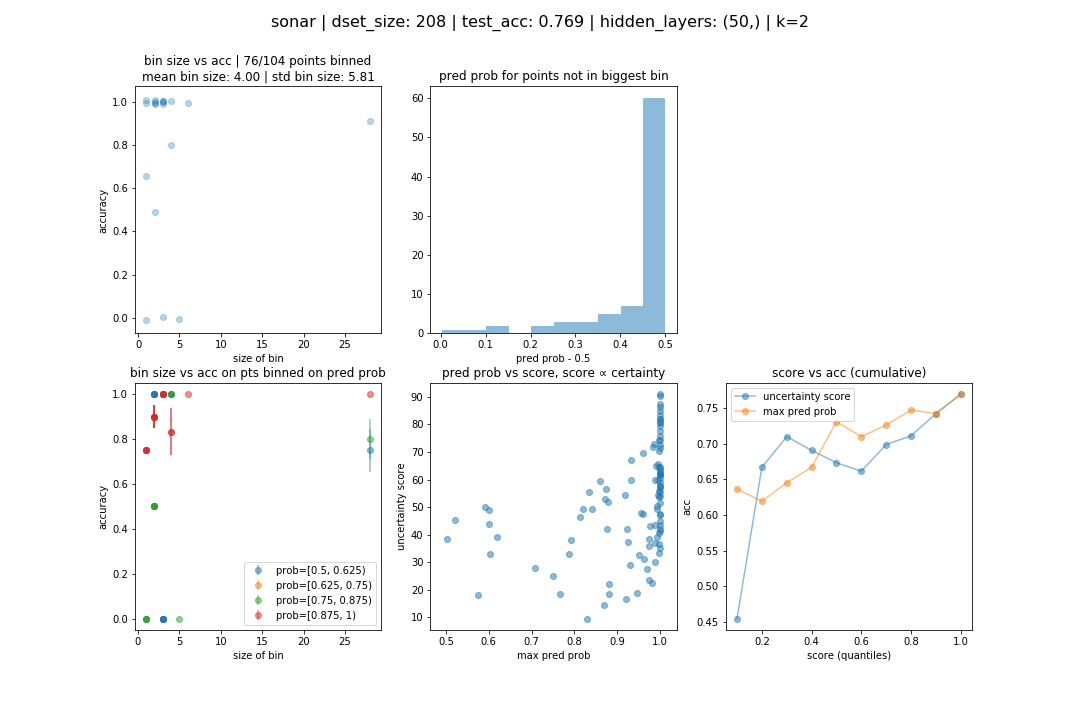 sonar | dset_size: 208 | test_acc: 0.769 | hidden_layers: (50,) | k=2
bin size vs acc | 76/104 points binned
mean bin size: 4.00 | std bin size: 5.81
1.0
0.8
0.6
0.4
0.2
0.0
accuracy
0 5 10 15 20 25
size of bin
pred prob for points not in biggest bin
60
50
40
30
20
10
0
0.0 0.1 0.2 0.3 0.4 0.5
pred prob - 0.5
bin size vs acc on pts binned on pred prob
1.0
0.8
0.6
0.4
0.2
0.0
accuracy
prob=[0.5, 0.625)
prob=[0.625, 0.75)
prob=[0.75, 0.875)
prob=[0.875, 1)
0 5 10 15 20 25
size of bin
pred prob vs score, score ∝ certainty
90
80
70
60
50
40
30
20
10
uncertainty score
0.5 0.6 0.7 0.8 0.9 1.0
max pred prob
score vs acc (cumulative)
uncertainty score
max pred prob
0.75
0.70
0.65
0.60
0.55
0.50
0.45
acc
0.2 0.4 0.6 0.8 1.0
score (quantiles)